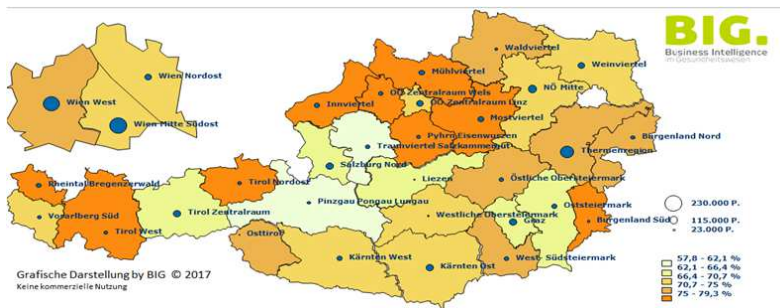 BIG.
Business Intelligence
im Gesundheitswesen
Wien Nordost
Wien West
Wien Mitte Südost
Waldviertel
Weinviertel
Mühlviertel
OÖ Zentralraum Wels
NÖ Mitte
Innviertel
OÖ Zentralraum Linz
Mostviertel
Pyhrn Eisenwurzen
Burgenland Nord
Traunviertel Salzkammergut
Thermenregion
Salzburg Nord
Liezen
Östliche Obersteiermark
Rheintal Bregenzerwald
Tirol Nordost
Pinzgau Pongau Lungau
Oststeiermark
Vorarlberg Süd
Tirol Zentralraum
Westliche Obersteiermark
Graz
Burgenland Süd
Tirol West
Osttirol
Kärnten West
West- Südsteiermark
Kärnten Ost
230.000 P.
115.000 P.
23.000 P.
57,8 - 62,1 %
62,1 - 66,4 %
66,4 - 70,7 %
70,7 - 75 %
75 - 79,3 %
Grafische Darstellung by BIG © 2017
Keine kommerzielle Nutzung